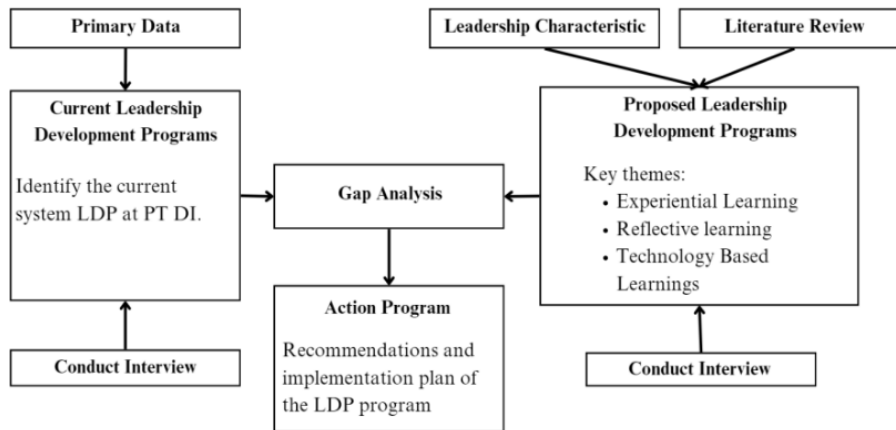 Primary Data
Leadership Characteristic
Literature Review
Current Leadership
Development Programs
Identify the current
system LDP at PT DI.
Gap Analysis
Proposed Leadership
Development Programs
Key themes:
• Experiential Learning
• Reflective learning
• Technology Based
Learnings
Action Program
Recommendations and
implementation plan of
the LDP program
Conduct Interview
Conduct Interview